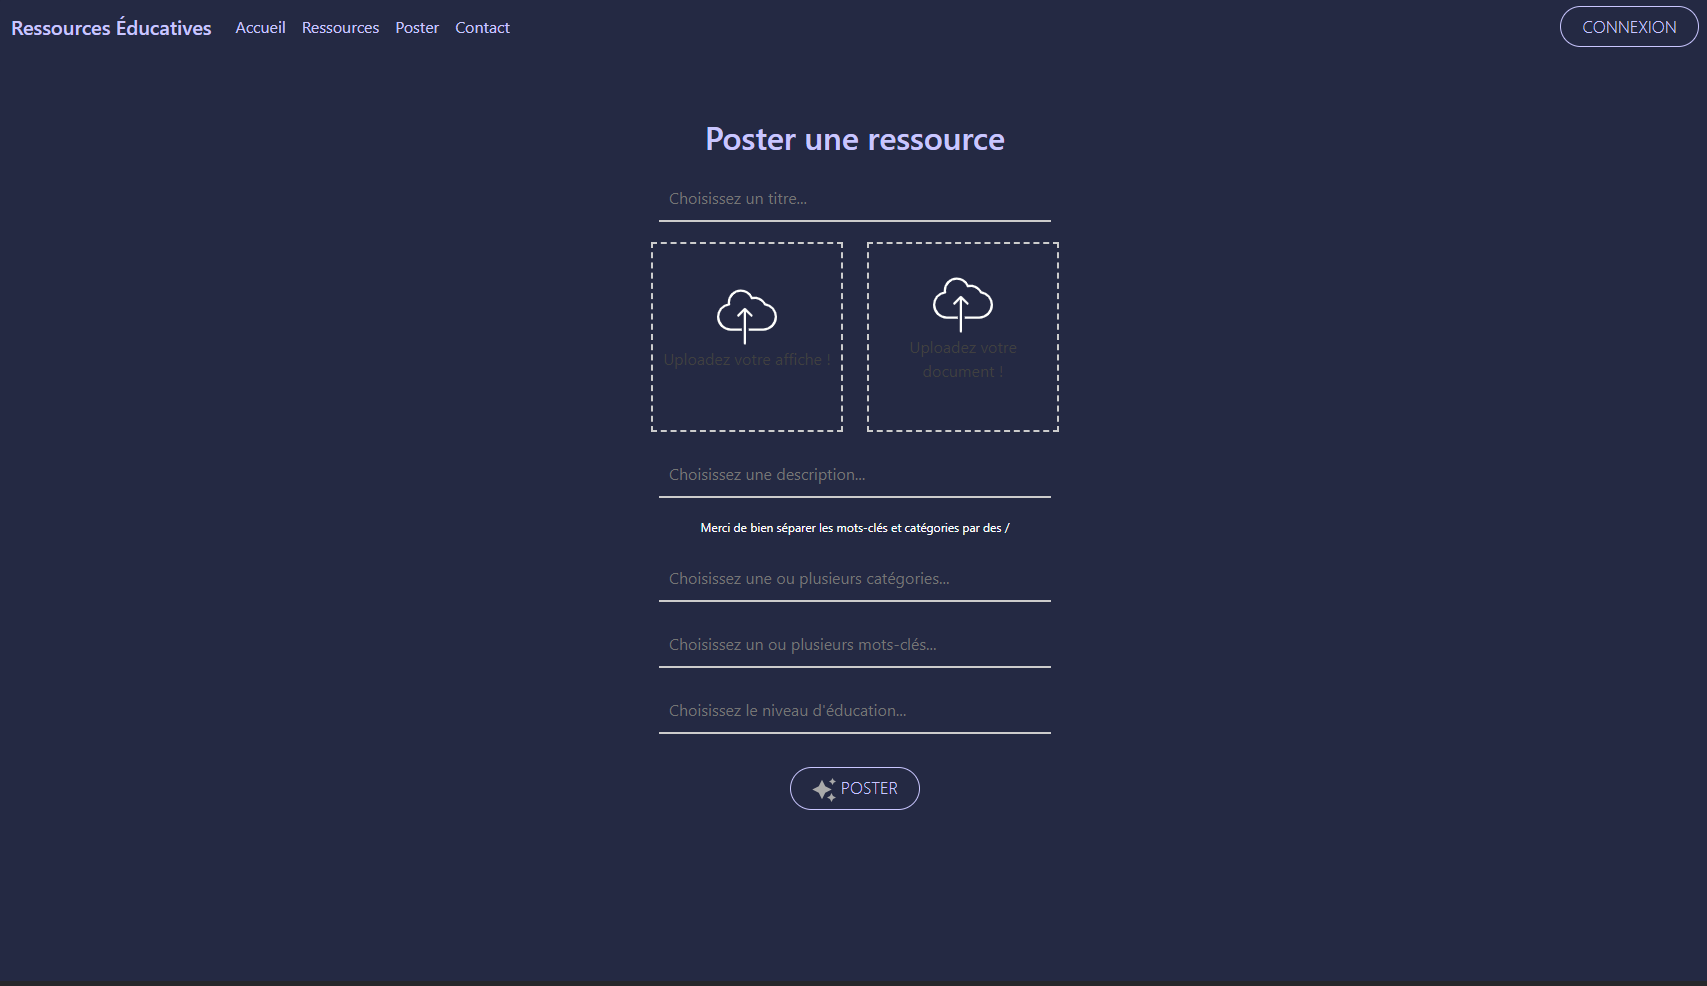 Ressources Éducatives Accueil Ressources Poster Contact CONNEXION
Poster une ressource
Choisissez un titre...
Uploadez votre affiche !
Uploadez votre
document !
Choisissez une description...
Merci de bien séparer les mots-clés et catégories par des /
Choisissez une ou plusieurs catégories...
Choisissez un ou plusieurs mots-clés...
Choisissez le niveau d'éducation...
POSTER